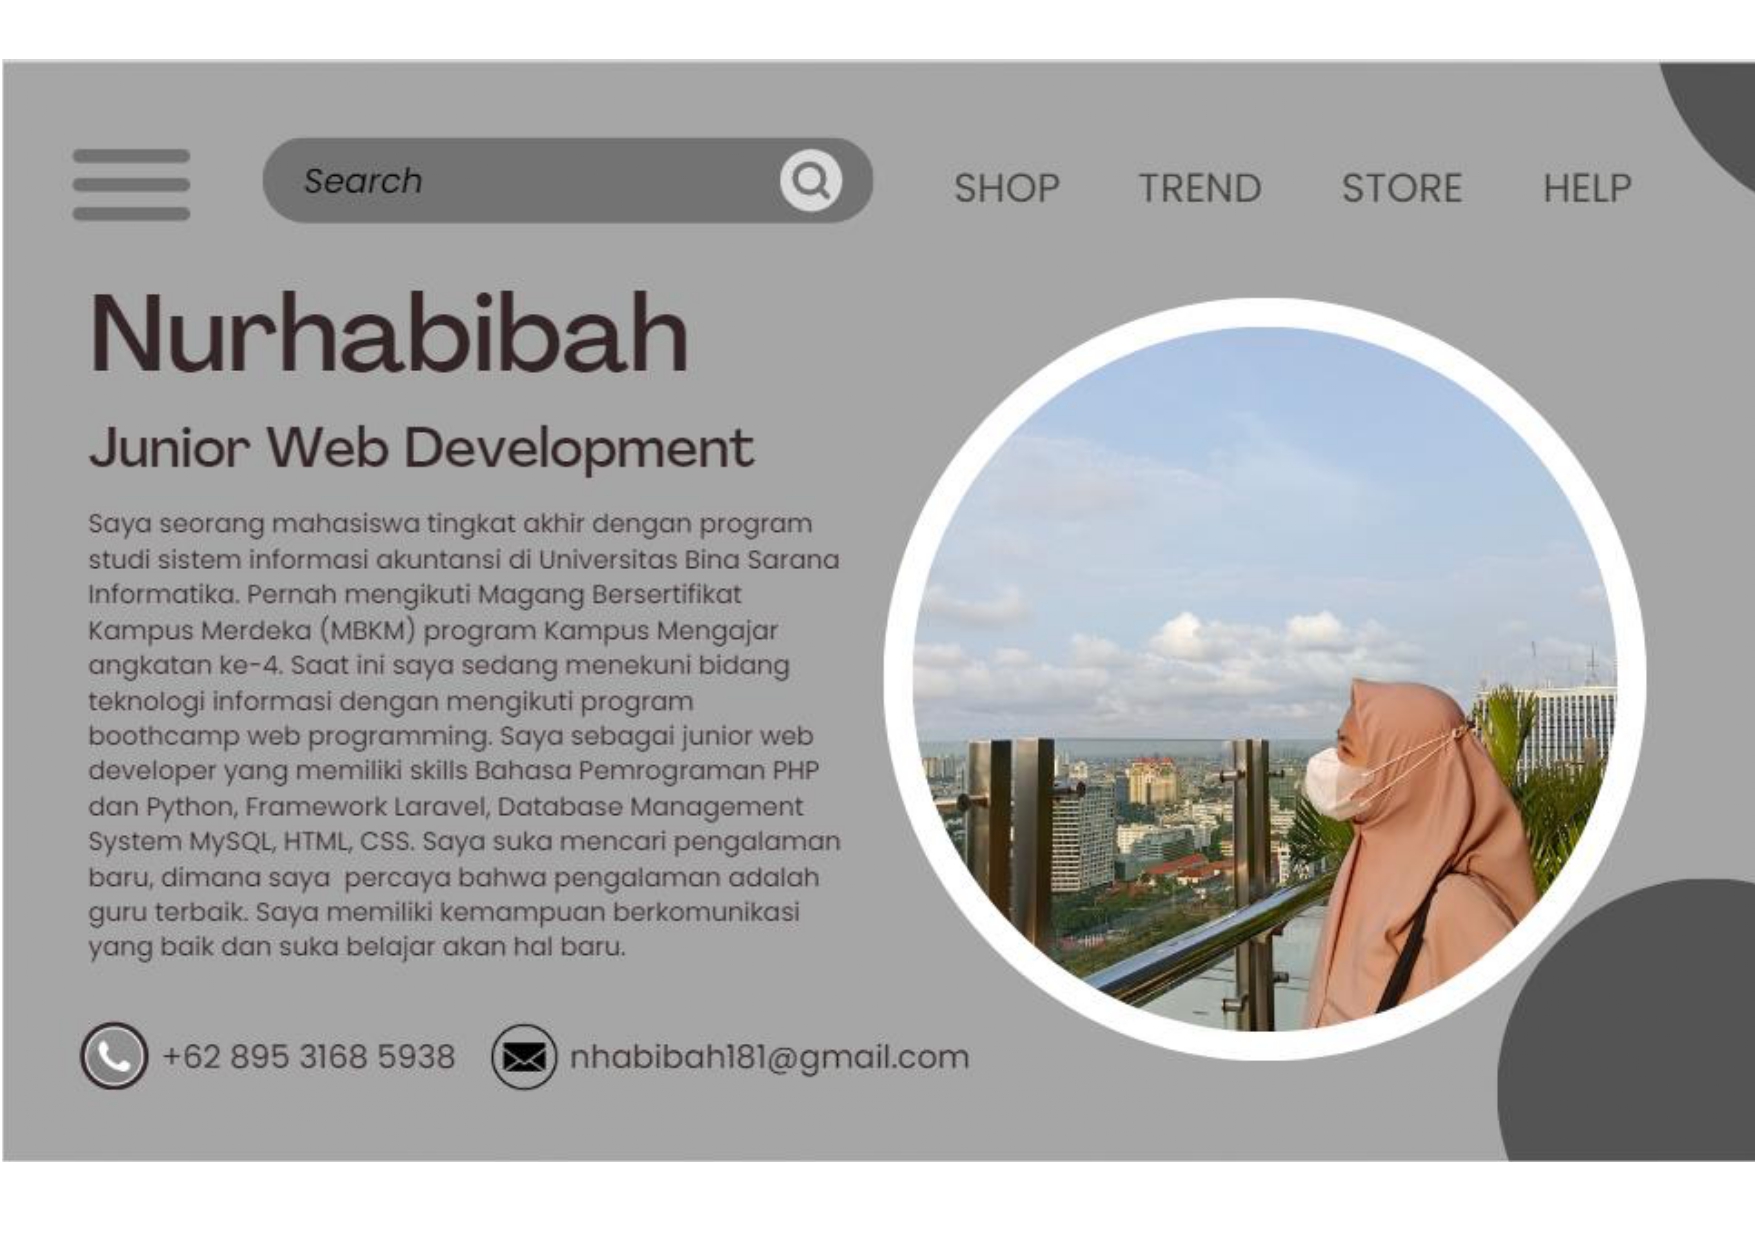 Search
SHOP
TREND
STORE
HELP
Nurhabibah
Junior Web Development
Saya seorang mahasiswa tingkat akhir dengan program
studi sistem informasi akuntansi di Universitas Bina Sarana
Informatika. Pernah mengikuti Magang Bersertifikat
Kampus Merdeka (MBKM) program Kampus Mengajar
angkatan ke-4. Saat ini saya sedang menekuni bidang
teknologi informasi dengan mengikuti program
boothcamp web programming. Saya sebagai junior web
developer yang memiliki skills Bahasa Pemrograman PHP
dan Python, Framework Laravel, Database Management
System MySQL, HTML, CSS. Saya suka mencari pengalaman
baru, dimana saya  percaya bahwa pengalaman adalah
guru terbaik. Saya memiliki kemampuan berkomunikasi
yang baik dan suka belajar akan hal baru.
+62 895 3168 5938
nhabibah181@gmail.com